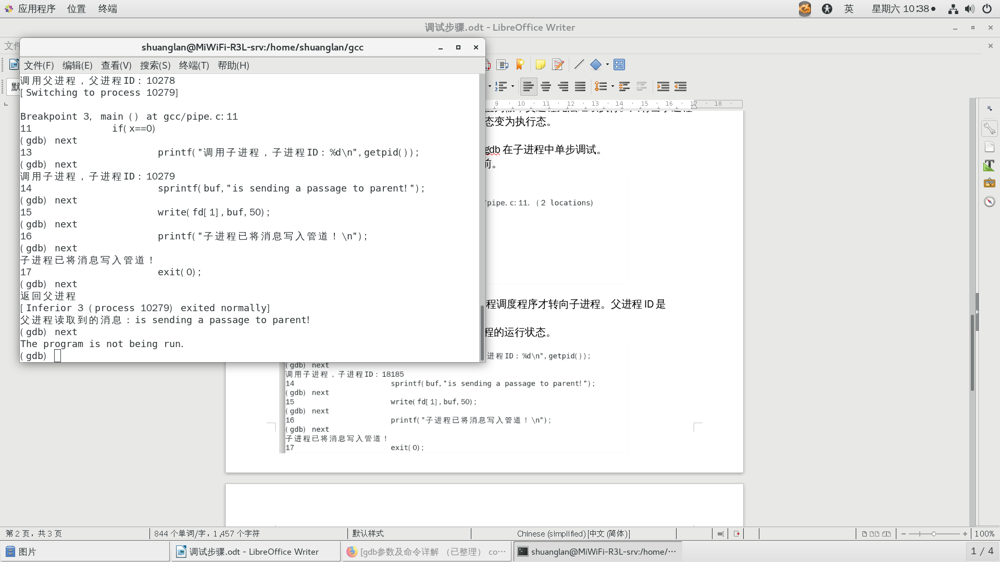 应用程序 位置 终端 英 星期六 10:38
调试步骤.odt - LibreOffice Writer
shuanglan@MiWiFi-R3L-srv:/home/shuanglan/gcc
文件(F) 编辑(E) 查看(V) 搜索(S) 终端(T) 帮助(H)
调用父进程，父进程ID：10278
[Switching to process 10279]
Breakpoint 3, main () at gcc/pipe.c:11
11 if(x==0)
(gdb) next
13 printf("调用子进程，子进程ID：%d\n",getpid());
(gdb) next
调用子进程，子进程ID：10279
14 sprintf(buf,"is sending a passage to parent!");
(gdb) next
15 write(fd[1],buf,50);
(gdb) next
16 printf("子进程已将消息写入管道！\n");
(gdb) next
子进程已将消息写入管道！
17 exit(0);
(gdb) next
返回父进程
[Inferior 3 (process 10279) exited normally]
父进程读取到的消息：is sending a passage to parent!
(gdb) next
The program is not being run.
(gdb)
9 10 11 12 13 14 15 16 17 18
态变为执行态。
gdb 在子进程中单步调试。
前。
/pipe.c:11. (2 locations)
程调度程序才转向子进程。父进程 ID 是
程的运行状态。
进程ID：%d\n",getpid());
(gdb) next
调用子进程，子进程ID：18185
14 sprintf(buf,"is sending a passage to parent!");
(gdb) next
15 write(fd[1],buf,50);
(gdb) next
16 printf("子进程已将消息写入管道！\n");
(gdb) next
子进程已将消息写入管道！
17 exit(0);
第 2 页，共 3 页 844 个单词/字，1,457 个字符 默认样式 Chinese (simplified) [中文 (简体)] 100%
图片 调试步骤.odt - LibreOffice Writer [gdb参数及命令详解 （已整理） co… shuanglan@MiWiFi-R3L-srv:/home/… 1 / 4